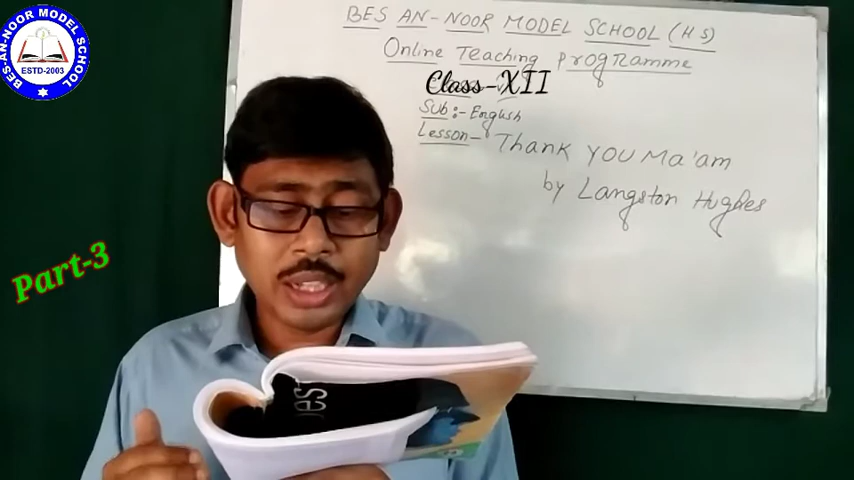 BES-AN-NOOR MODEL SCHOOL
ESTD-2003
BES AN-NOOR MODEL SCHOOL (HS)
Online Teaching Programme
Class-XII
Sub:- English
Lesson- Thank you Ma'am
by Langston Hughes
Part-3